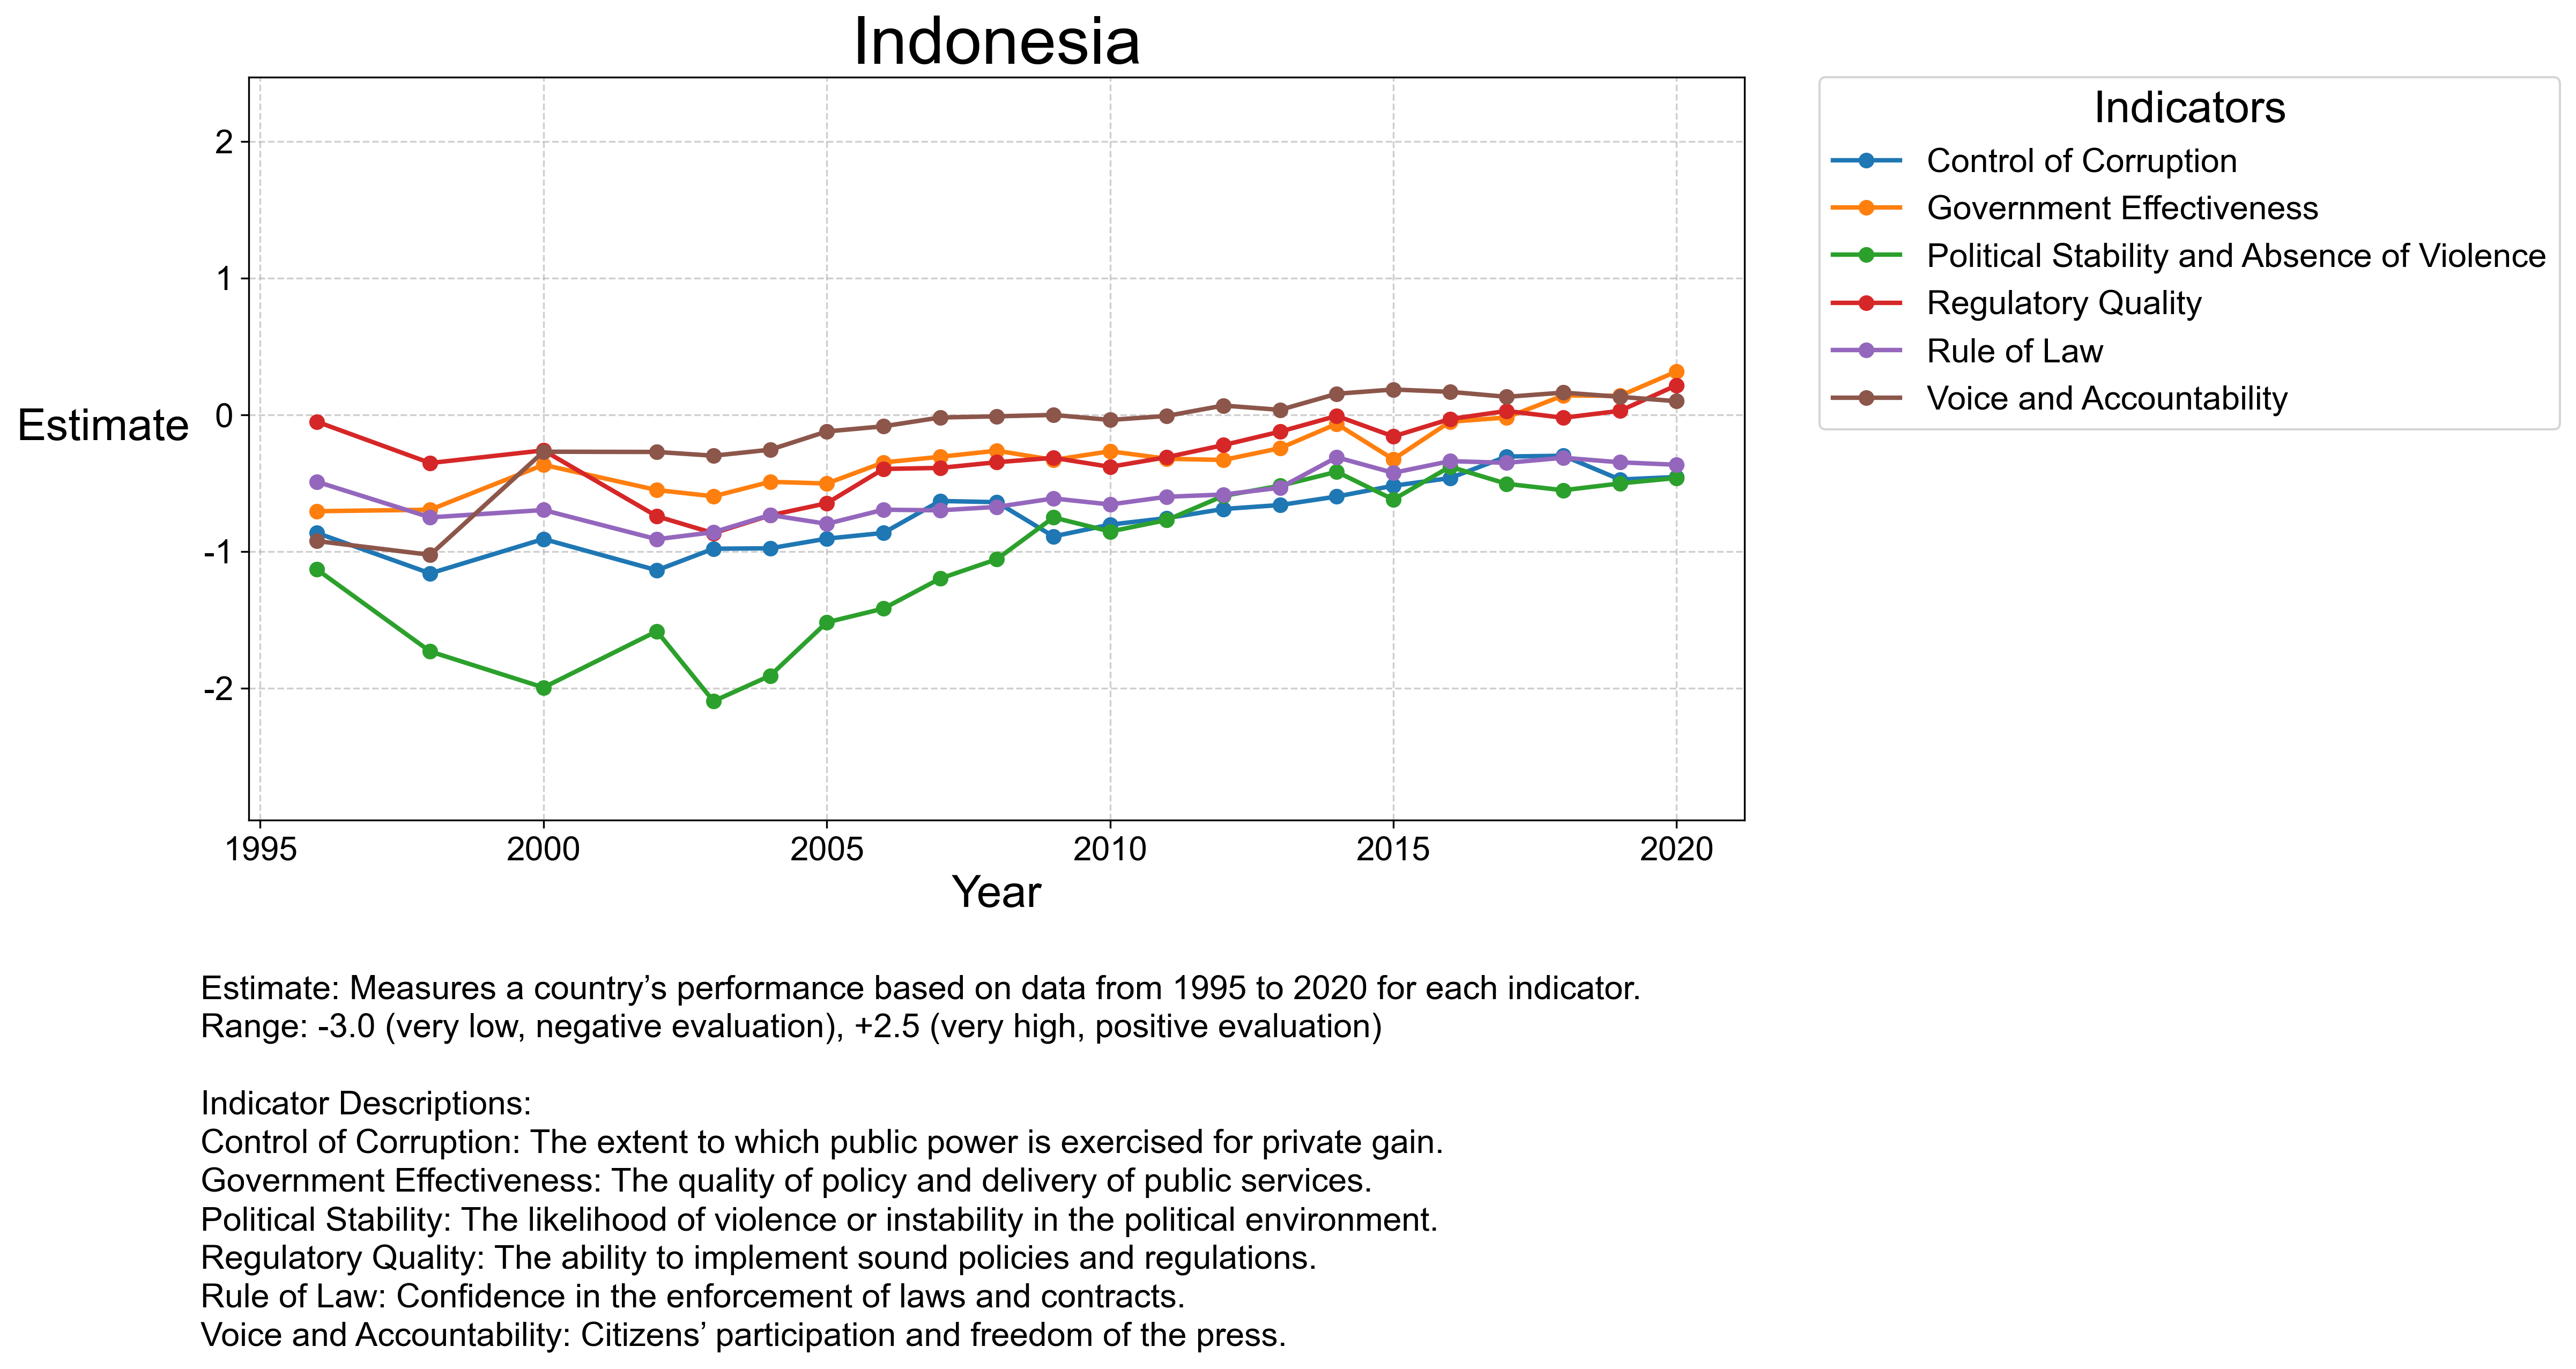 Indonesia
Estimate
2
1
0
-1
-2
1995 2000 2005 2010 2015 2020
Year
Indicators
Control of Corruption
Government Effectiveness
Political Stability and Absence of Violence
Regulatory Quality
Rule of Law
Voice and Accountability
Estimate: Measures a country’s performance based on data from 1995 to 2020 for each indicator.
Range: -3.0 (very low, negative evaluation), +2.5 (very high, positive evaluation)
Indicator Descriptions:
Control of Corruption: The extent to which public power is exercised for private gain.
Government Effectiveness: The quality of policy and delivery of public services.
Political Stability: The likelihood of violence or instability in the political environment.
Regulatory Quality: The ability to implement sound policies and regulations.
Rule of Law: Confidence in the enforcement of laws and contracts.
Voice and Accountability: Citizens’ participation and freedom of the press.